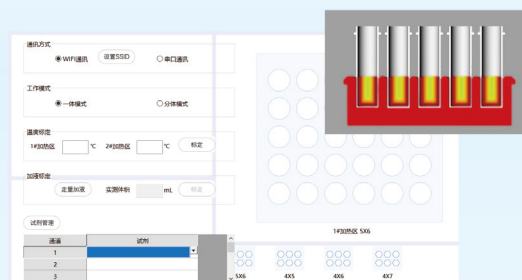 通讯方式
WIFI通讯 设置SSID 串口通讯
工作模式
一体模式 分体模式
温度标定
1#加热区 ℃ 2#加热区 ℃ 标定
加液标定
定量加液 实测体积 mL 标定
试剂管理
通道 试剂
1
2
3
1#加热区 5X6
5X6 4X5 4X6 4X7